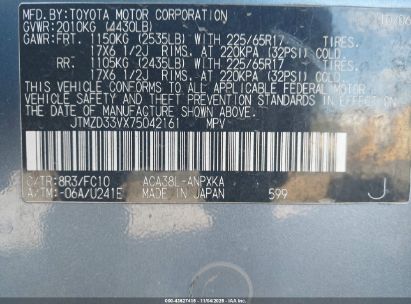 MFD. BY: TOYOTA MOTOR CORPORATION 10/06
GVWR: 2010KG (4430LB)
GAWR: FRT. 1150KG (2535LB) WITH 225/65R17 TIRES.
17X6 1/2J RIMS. AT 220KPA (32PSI) COLD
RR. 1105KG (2435LB) WITH 225/65R17 TIRES.
17X6 1/2J RIMS. AT 220KPA (32PSI) COLD
THIS VEHICLE CONFORMS TO ALL APPLICABLE
FEDERAL MOTOR VEHICLE SAFETY STANDARDS IN EFFECT ON
THE DATE OF MANUFACTURE SHOWN ABOVE.
JTMZD33VX75042161 MPV
C/TR: 8R3/FC10 ACA38L-ANPXKA
A/TM: -06A/U241E MADE IN JAPAN 599 J